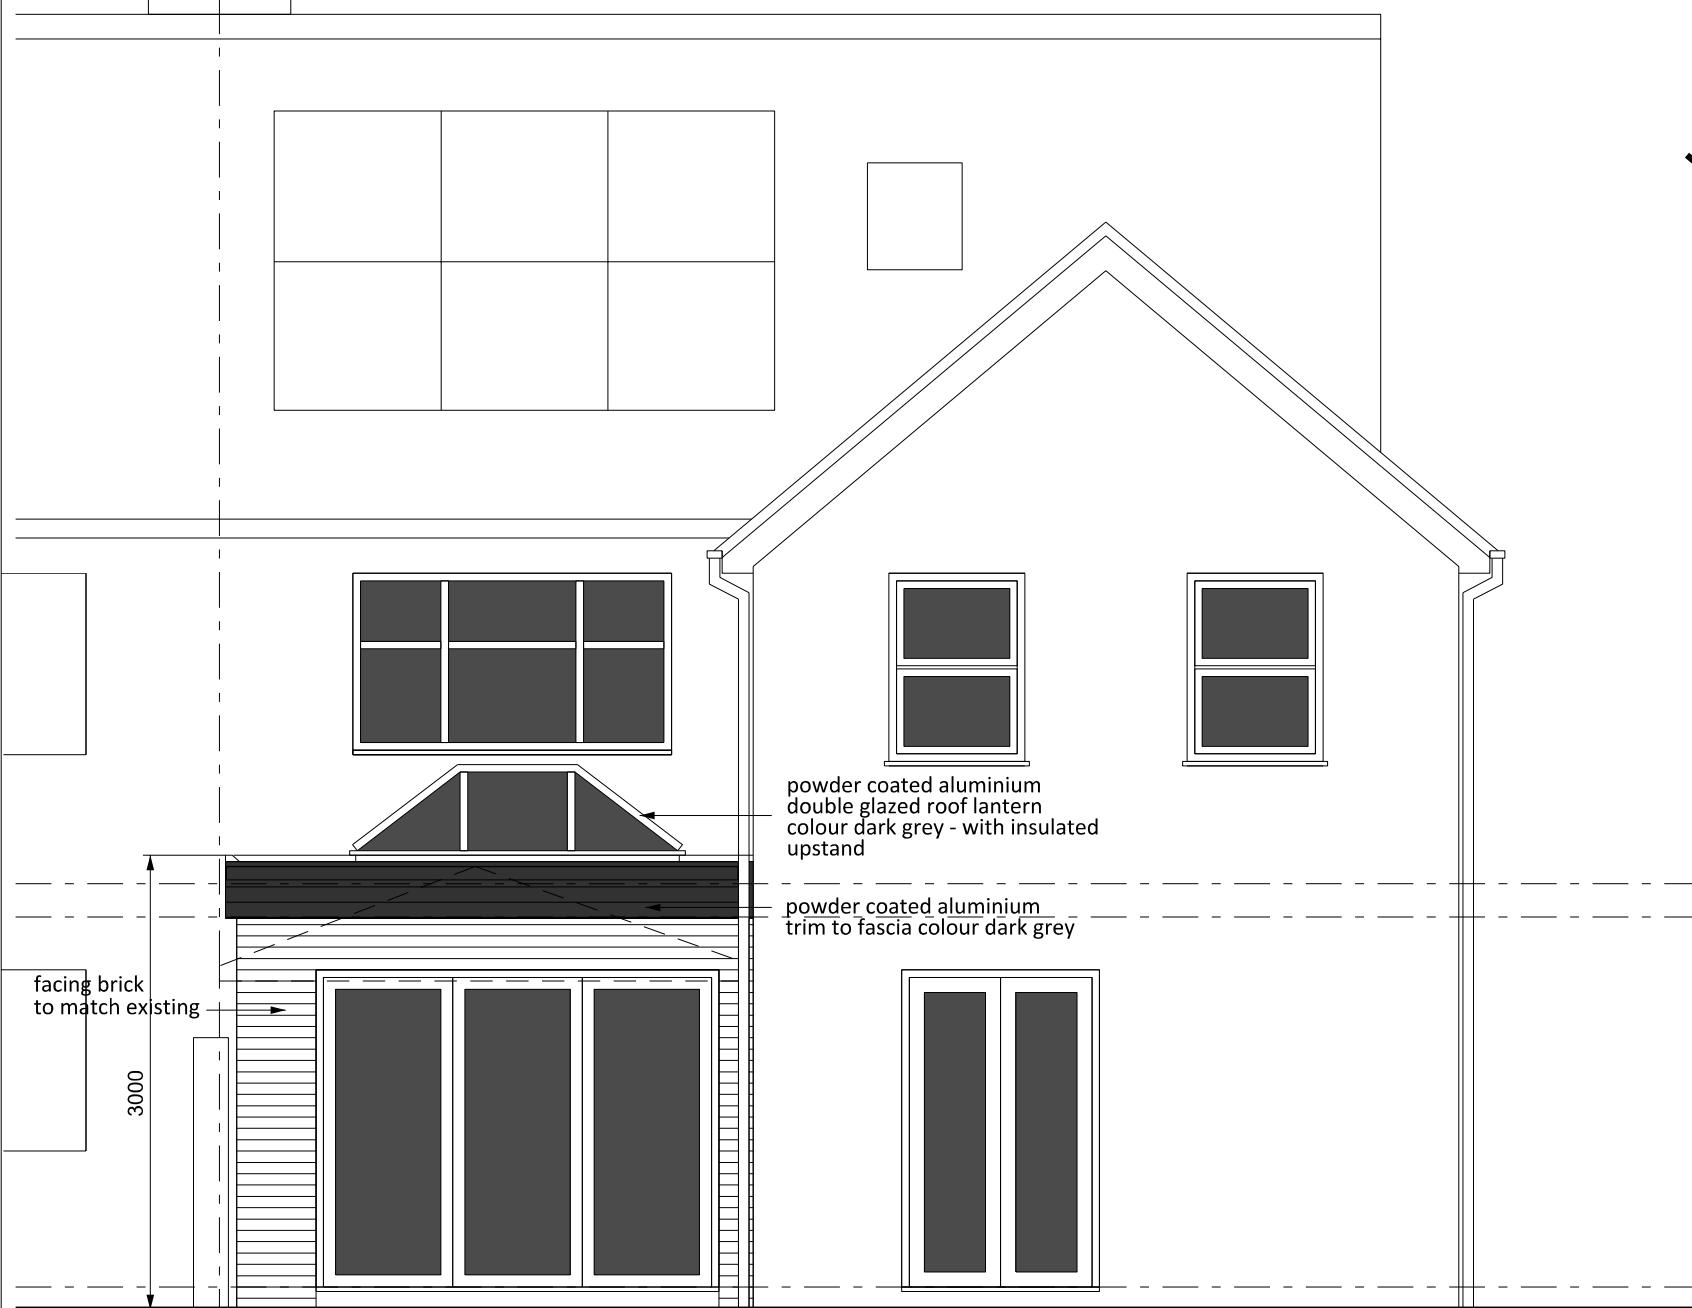 powder coated aluminium
double glazed roof lantern
colour dark grey - with insulated
upstand
powder coated aluminium
trim to fascia colour dark grey
facing brick
to match existing
3000